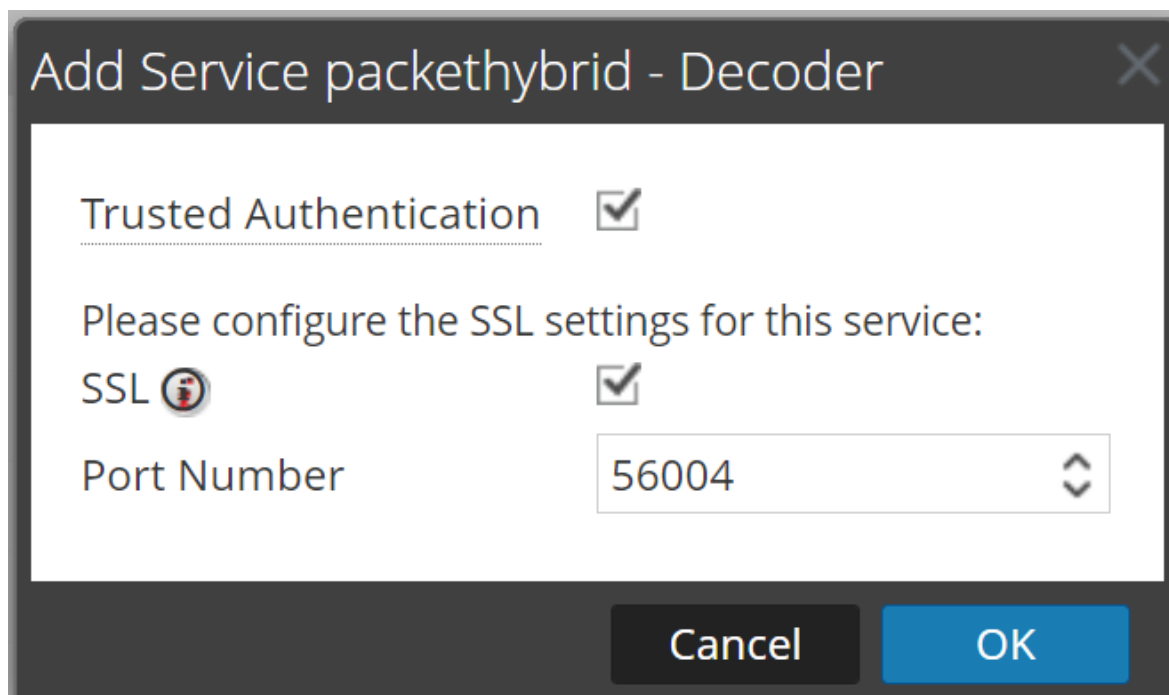 Add Service packethybrid - Decoder
Trusted Authentication
Please configure the SSL settings for this service:
SSL
Port Number 56004
Cancel OK